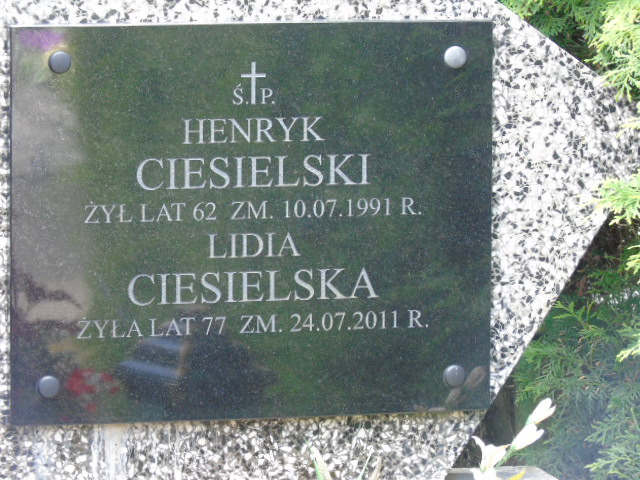 Ś.P.
HENRYK
CIESIELSKI
ŻYŁ LAT 62 ZM. 10.07.1991 R.
LIDIA
CIESIELSKA
ŻYŁA LAT 77 ZM. 24.07.2011 R.